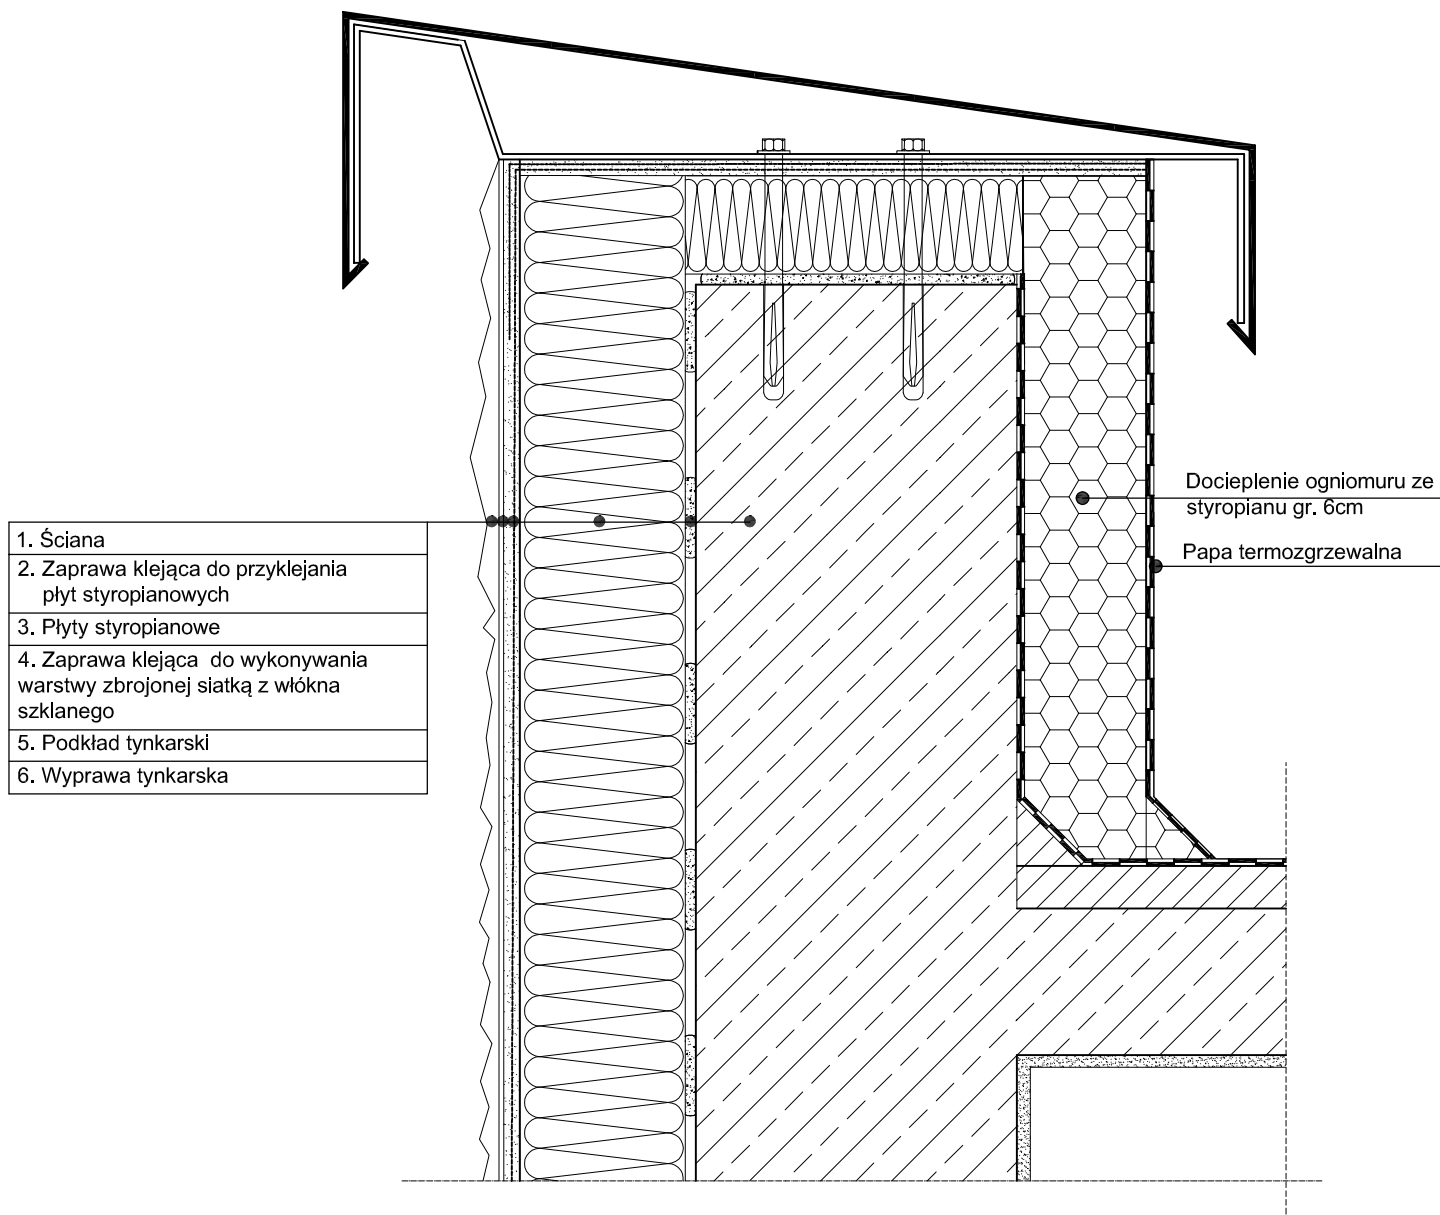 1. Ściana
2. Zaprawa klejąca do przyklejania
płyt styropianowych
3. Płyty styropianowe
4. Zaprawa klejąca do wykonywania
warstwy zbrojonej siatką z włókna
szklanego
5. Podkład tynkarski
6. Wyprawa tynkarska
Docieplenie ogniomuru ze
styropianu gr. 6cm
Papa termozgrzewalna